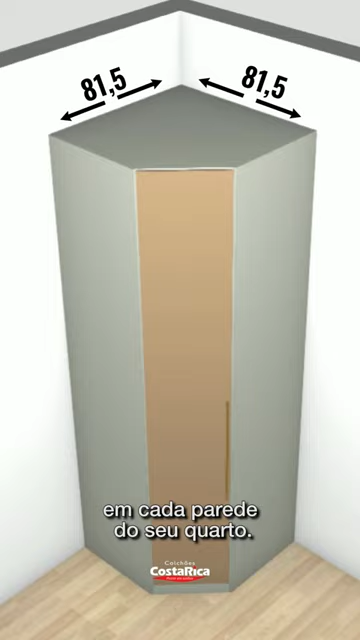 81,5
81,5
em cada parede
do seu quarto.
Colchões
CostaRica